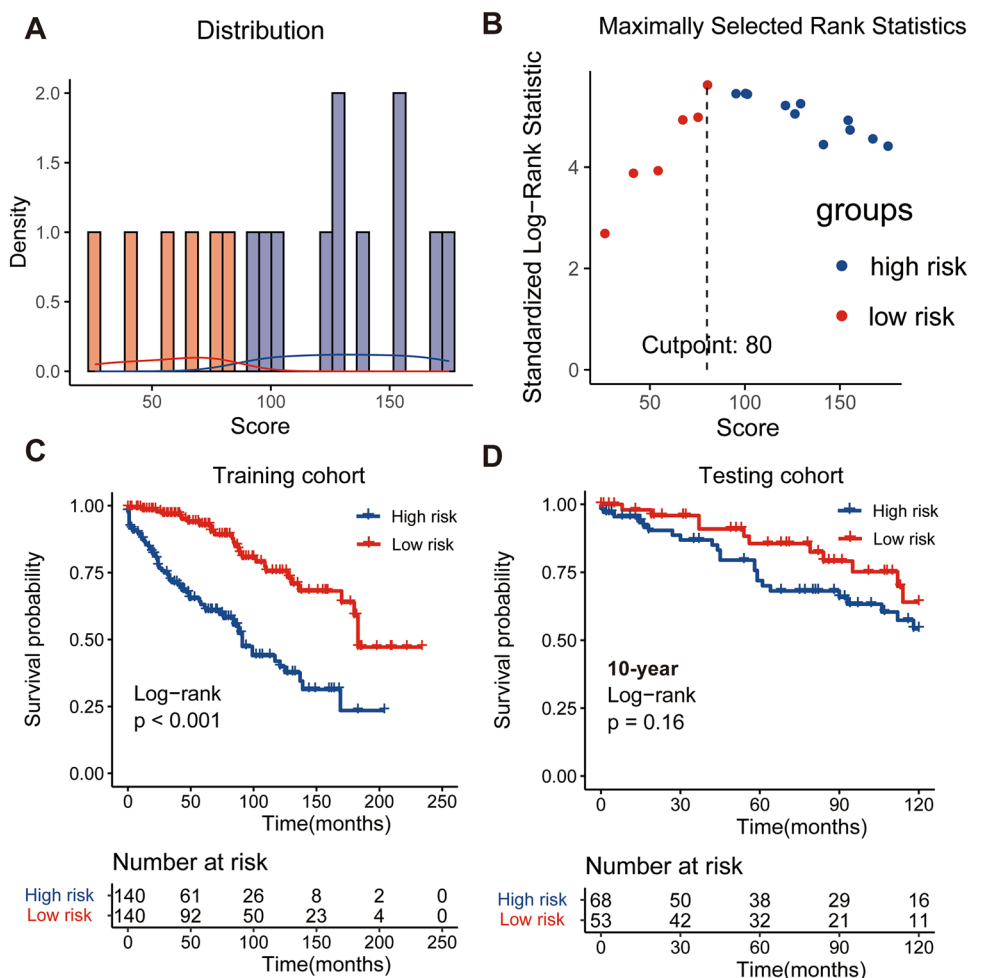 A
Distribution
Density
2.0
1.5
1.0
0.5
0.0
50 100 150
Score
B
Maximally Selected Rank Statistics
Standardized Log−Rank Statistic
4
2
0
groups
high risk
low risk
Cutpoint: 80
50 100 150
Score
C
Training cohort
Survival probability
1.00
0.75
0.50
0.25
0.00
High risk
Low risk
Log−rank
p < 0.001
0 50 100 150 200 250
Time(months)
Number at risk
High risk 140 61 26 8 2 0
Low risk 140 92 50 23 4 0
0 50 100 150 200 250
Time(months)
D
Testing cohort
Survival probability
1.00
0.75
0.50
0.25
0.00
High risk
Low risk
10-year
Log−rank
p = 0.16
0 30 60 90 120
Time(months)
Number at risk
High risk 68 50 38 29 16
Low risk 53 42 32 21 11
0 30 60 90 120
Time(months)